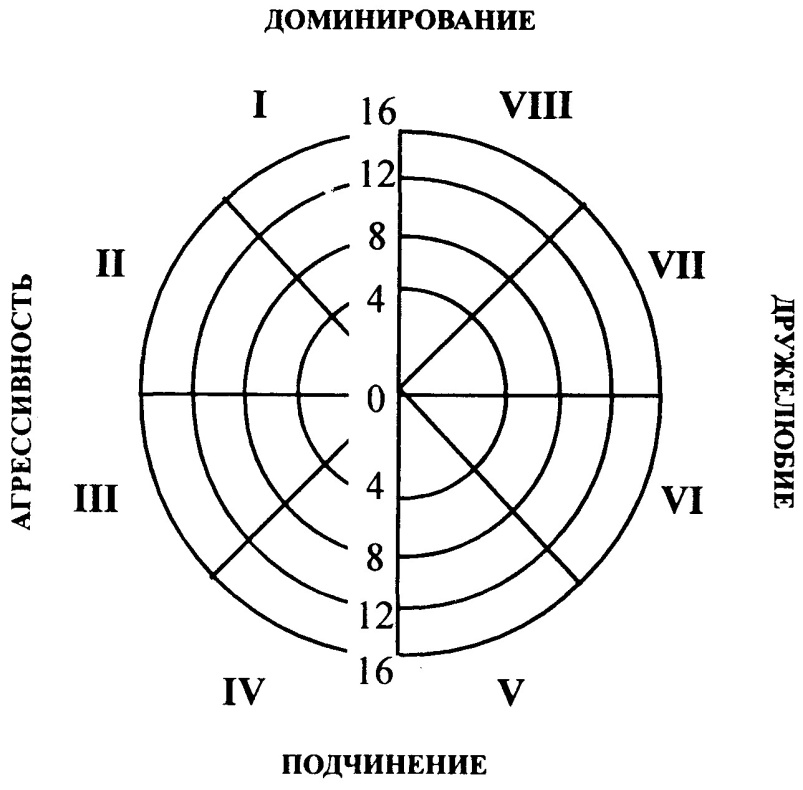 ДОМИНИРОВАНИЕ
I
16
VIII
12
8
II
VII
4
АГРЕССИВНОСТЬ
0
ДРУЖЕЛЮБИЕ
4
III
VI
8
12
16
IV
V
ПОДЧИНЕНИЕ